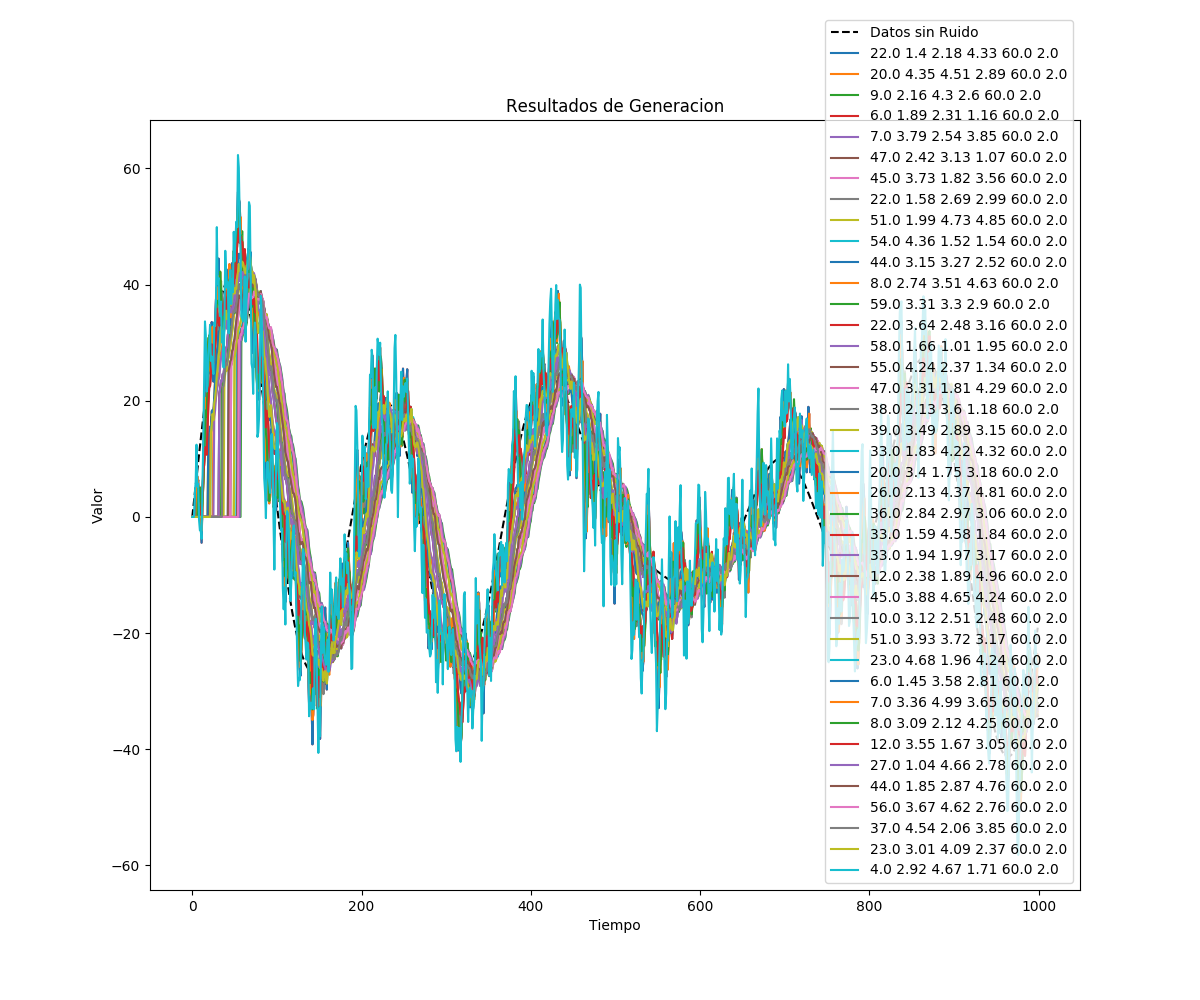 Resultados de Generacion
Datos sin Ruido
22.0 1.4 2.18 4.33 60.0 2.0
20.0 4.35 4.51 2.89 60.0 2.0
9.0 2.16 4.3 2.6 60.0 2.0
6.0 1.89 2.31 1.16 60.0 2.0
7.0 3.79 2.54 3.85 60.0 2.0
47.0 2.42 3.13 1.07 60.0 2.0
45.0 3.73 1.82 3.56 60.0 2.0
22.0 1.58 2.69 2.99 60.0 2.0
51.0 1.99 4.73 4.85 60.0 2.0
54.0 4.36 1.52 1.54 60.0 2.0
44.0 3.15 3.27 2.52 60.0 2.0
8.0 2.74 3.51 4.63 60.0 2.0
59.0 3.31 3.3 2.9 60.0 2.0
22.0 3.64 2.48 3.16 60.0 2.0
58.0 1.66 1.01 1.95 60.0 2.0
55.0 4.24 2.37 1.34 60.0 2.0
47.0 3.31 1.81 4.29 60.0 2.0
38.0 2.13 3.6 1.18 60.0 2.0
39.0 3.49 2.89 3.15 60.0 2.0
33.0 1.83 4.22 4.32 60.0 2.0
20.0 3.4 1.75 3.18 60.0 2.0
26.0 2.13 4.37 4.81 60.0 2.0
36.0 2.84 2.97 3.06 60.0 2.0
33.0 1.59 4.58 1.84 60.0 2.0
33.0 1.94 1.97 3.17 60.0 2.0
12.0 2.38 1.89 4.96 60.0 2.0
45.0 3.88 4.65 4.24 60.0 2.0
10.0 3.12 2.51 2.48 60.0 2.0
51.0 3.93 3.72 3.17 60.0 2.0
23.0 4.68 1.96 4.24 60.0 2.0
6.0 1.45 3.58 2.81 60.0 2.0
7.0 3.36 4.99 3.65 60.0 2.0
8.0 3.09 2.12 4.25 60.0 2.0
12.0 3.55 1.67 3.05 60.0 2.0
27.0 1.04 4.66 2.78 60.0 2.0
44.0 1.85 2.87 4.76 60.0 2.0
56.0 3.67 4.62 2.76 60.0 2.0
37.0 4.54 2.06 3.85 60.0 2.0
23.0 3.01 4.09 2.37 60.0 2.0
4.0 2.92 4.67 1.71 60.0 2.0
Valor
60
40
20
0
−20
−40
−60
0 200 400 600 800 1000
Tiempo